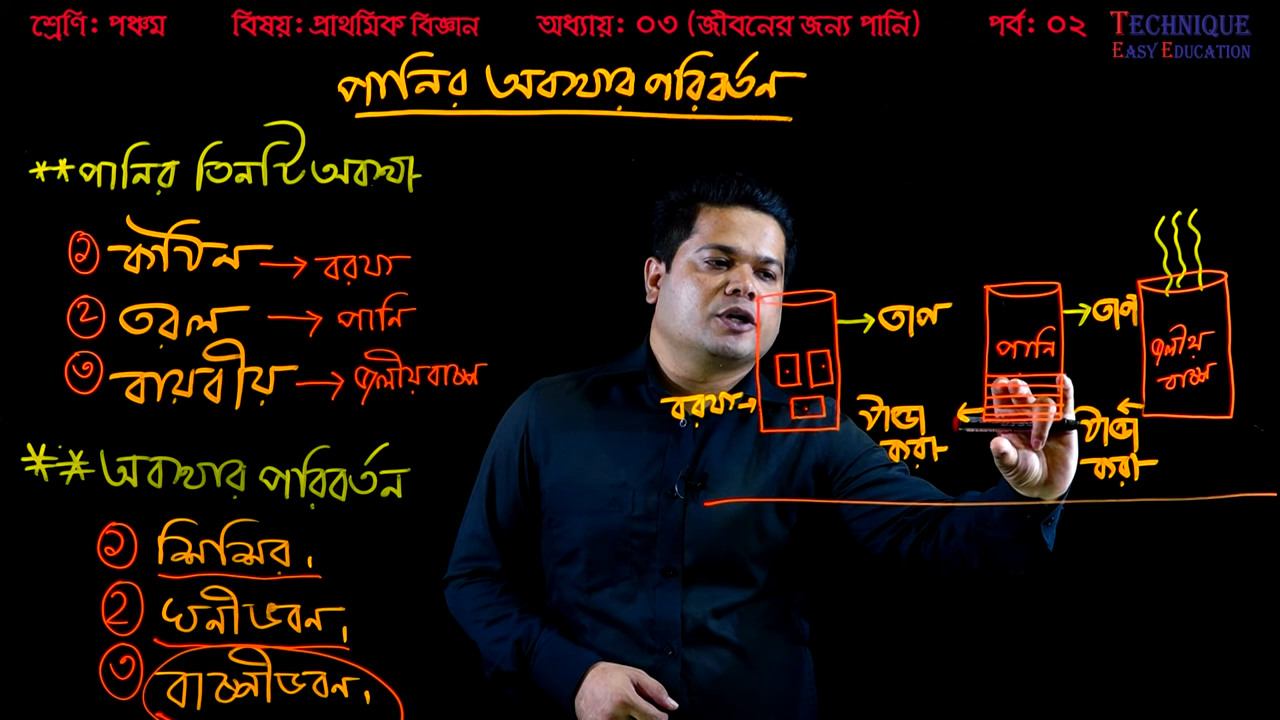 শ্রেণি: পঞ্চম বিষয়: প্রাথমিক বিজ্ঞান অধ্যায়: ০৩ (জীবনের জন্য পানি) পর্ব: ০২
TECHNIQUE
EASY EDUCATION
পানির অবস্থার পরিবর্তন
**পানির তিনটি অবস্থা
১ কঠিন → বরফ
২ তরল → পানি
৩ বায়বীয় → জলীয়বাষ্প
**অবস্থার পরিবর্তন
১ শিশির।
২ ঘনীভবন।
৩ বাষ্পীভবন।
বরফ → → তাপ
ঠান্ডা করা
পানি → তাপ
ঠান্ডা করা
জলীয় বাষ্প